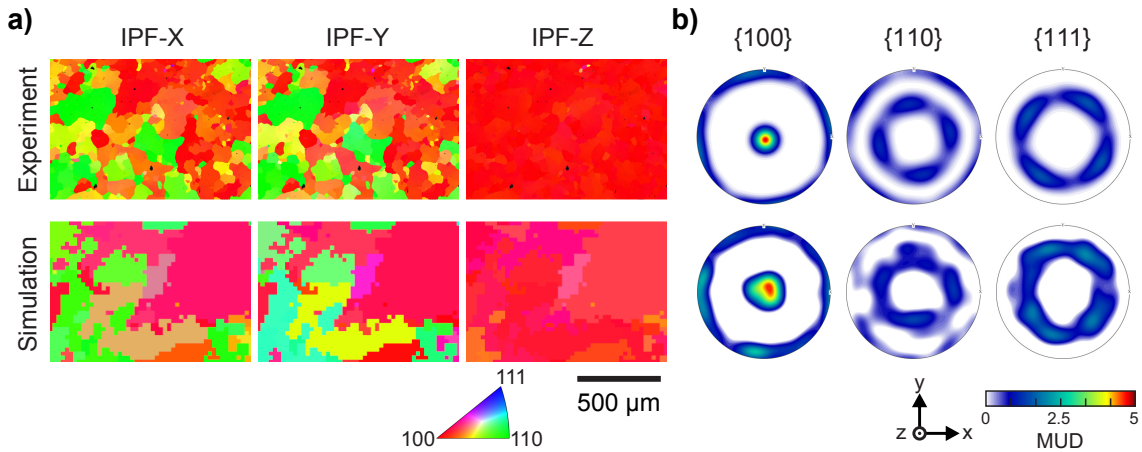 a)
IPF-X IPF-Y IPF-Z
Experiment
Simulation
111
100 110
500 µm
b)
{100} {110} {111}
y
z x
0 2.5 5
MUD